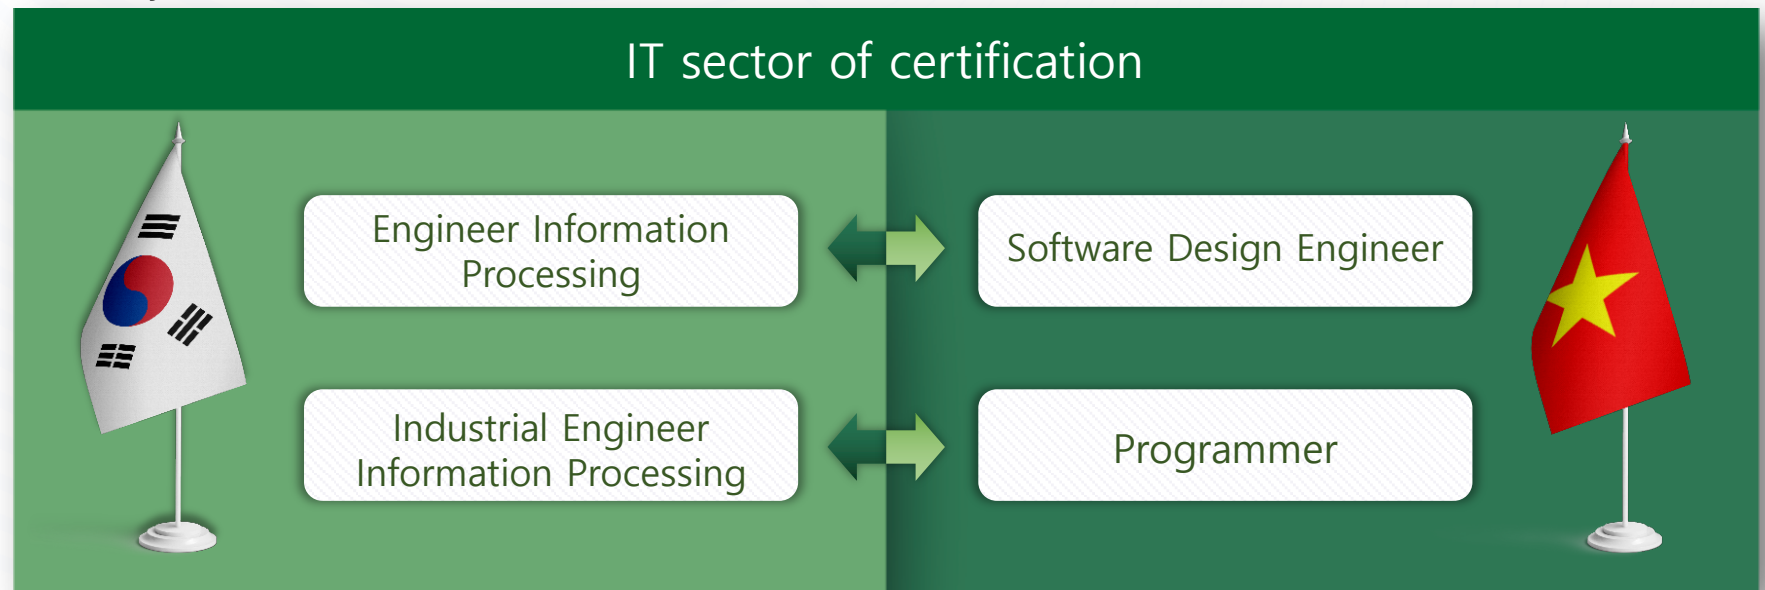 IT sector of certification
Engineer Information
Processing
Software Design Engineer
Industrial Engineer
Information Processing
Programmer